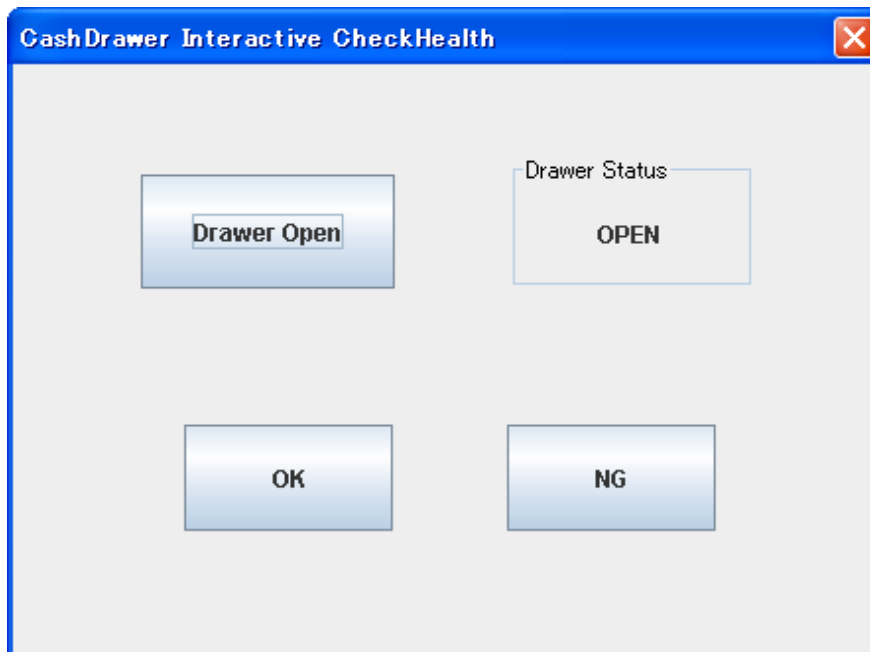 CashDrawer Interactive CheckHealth
Drawer Status
Drawer Open
OPEN
OK
NG